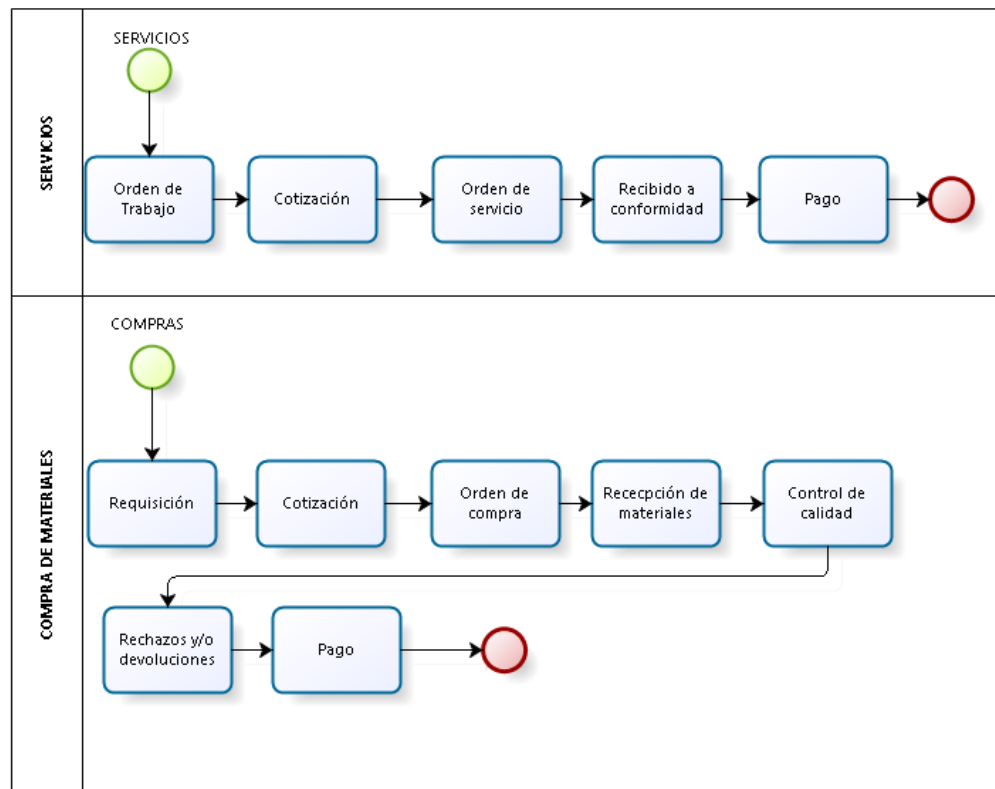 SERVICIOS
SERVICIOS
Orden de
Trabajo
Cotización
Orden de
servicio
Recibido a
conformidad
Pago
COMPRA DE MATERIALES
COMPRAS
Requisición
Cotización
Orden de
compra
Rececpción de
materiales
Control de
calidad
Rechazos y/o
devoluciones
Pago